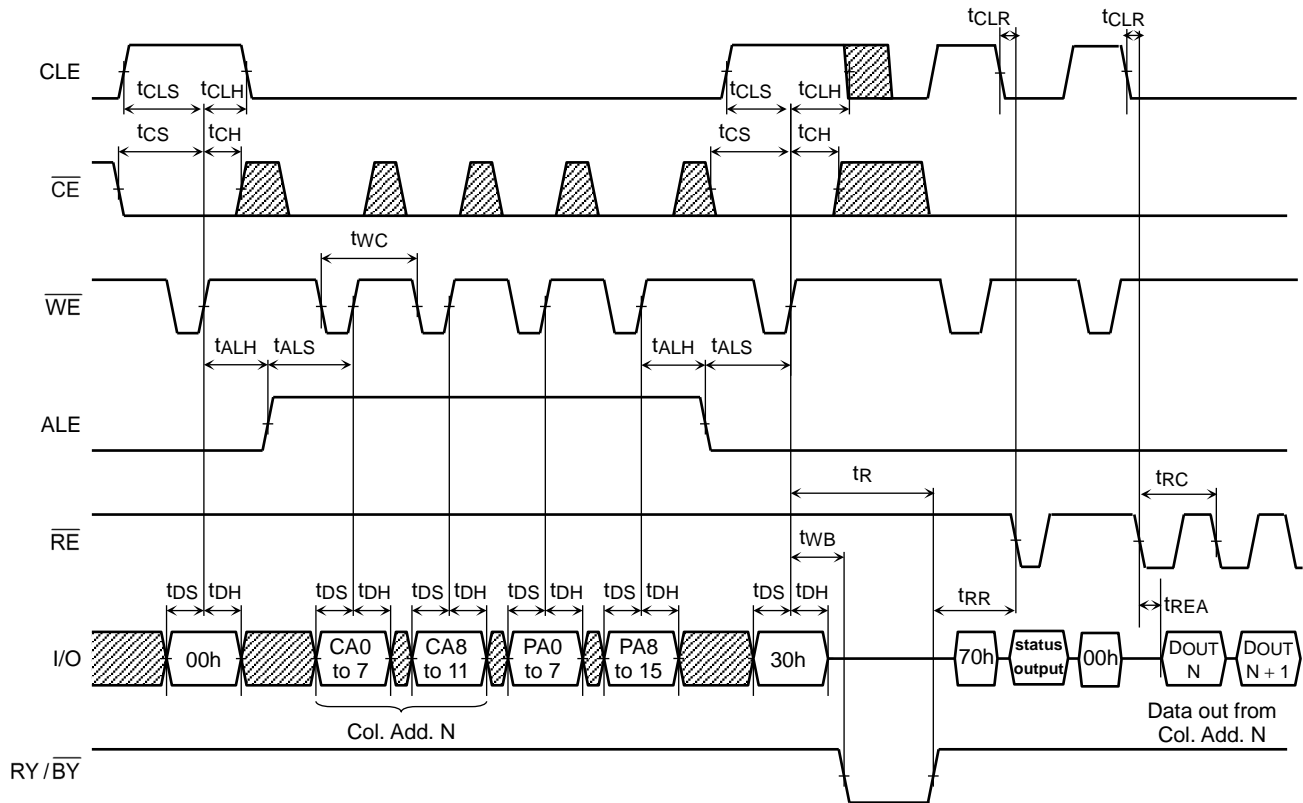 tCLR tCLR
CLE
tCLS tCLH tCLS tCLH
tCS tCH tCS tCH
CE
tWC
WE
tALH tALS tALH tALS
ALE
tR
tRC
RE
tWB
tDS tDH tDS tDH tDS tDH tDS tDH tDS tDH tDS tDH
tRR
tREA
I/O
00h
CA0 to 7
CA8 to 11
PA0 to 7
PA8 to 15
30h
70h
status output
00h
DOUT N
DOUT N + 1
Col. Add. N
Data out from
Col. Add. N
RY / BY